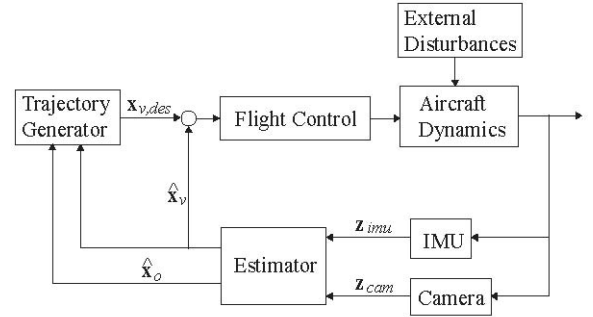 External
Disturbances
Trajectory
Generator
x_v,des
Flight Control
Aircraft
Dynamics
x̂_v
z_imu
IMU
Estimator
x̂_o
z_cam
Camera